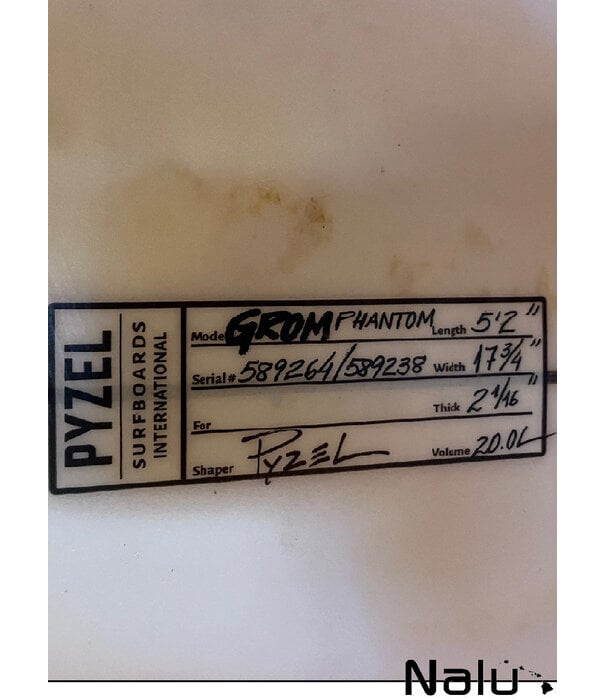 PYZEL
SURFBOARDS
INTERNATIONAL
Model GROM PHANTOM Length 5'2"
Serial # 589264/589238 Width 17 3/4"
Thick 2 1/16"
For
Shaper PYZEL Volume 20.0L
Nalu